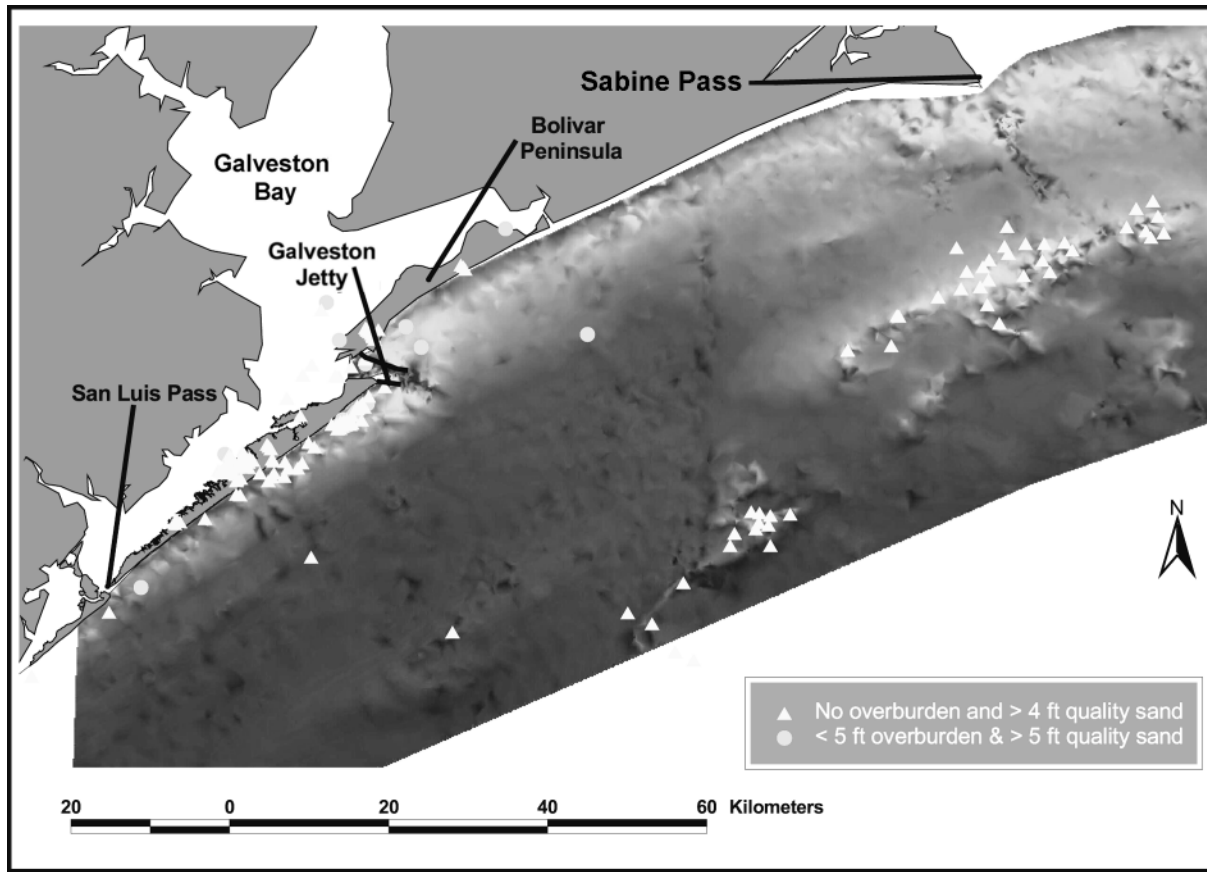 Sabine Pass
Bolivar
Peninsula
Galveston
Bay
Galveston
Jetty
San Luis Pass
N
No overburden and > 4 ft quality sand
< 5 ft overburden & > 5 ft quality sand
20 0 20 40 60 Kilometers